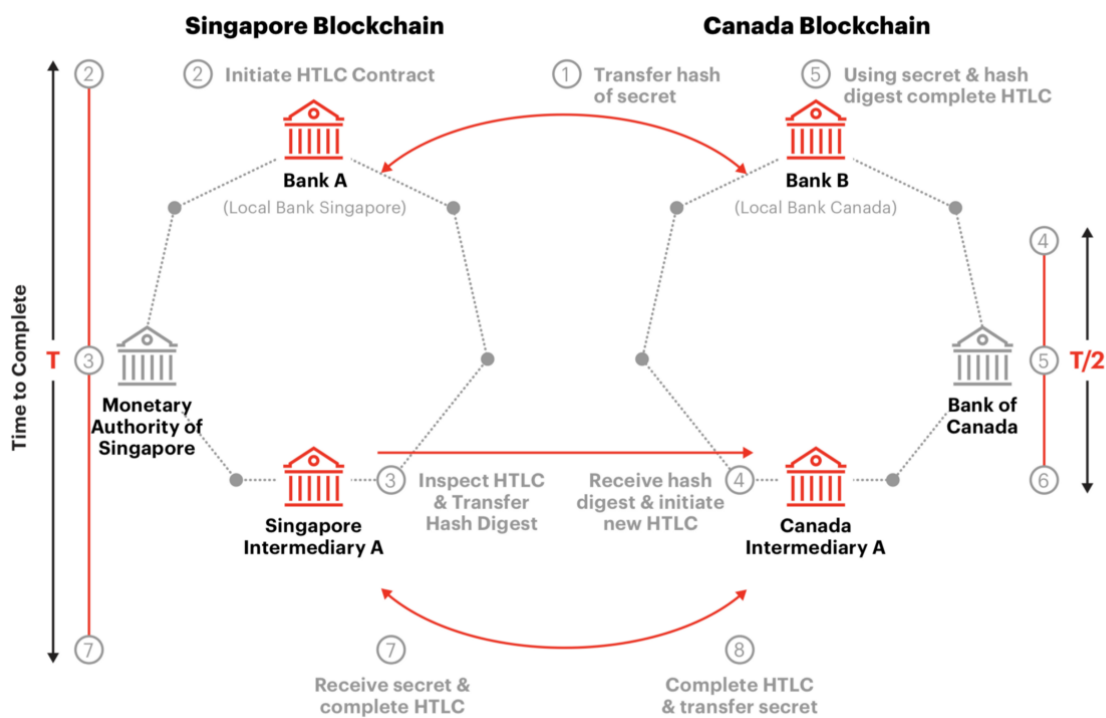 Singapore Blockchain
Canada Blockchain
2
2 Initiate HTLC Contract
1 Transfer hash
of secret
5 Using secret & hash
digest complete HTLC
Bank A
(Local Bank Singapore)
Bank B
(Local Bank Canada)
4
Time to Complete
T
3
Monetary
Authority of
Singapore
Bank of
Canada
5
T/2
3 Inspect HTLC
& Transfer
Hash Digest
Receive hash
digest & initiate
new HTLC
4
6
Singapore
Intermediary A
Canada
Intermediary A
7
7
Receive secret &
complete HTLC
8
Complete HTLC
& transfer secret